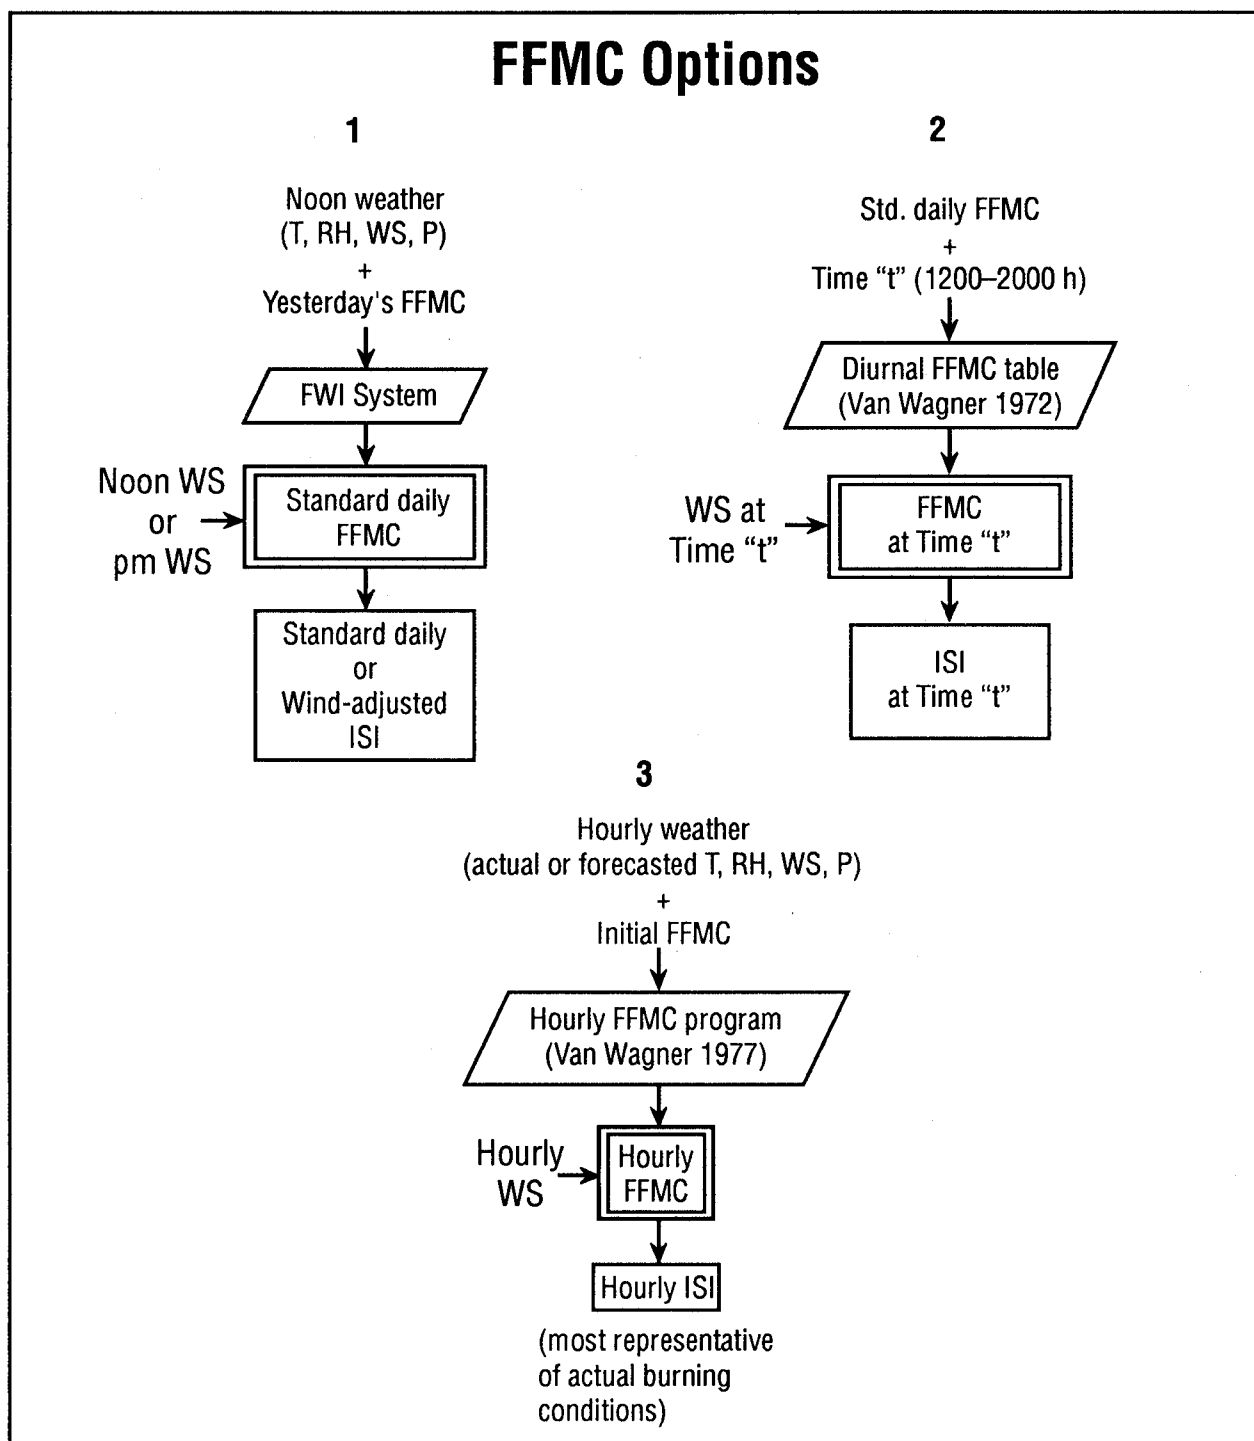 FFMC Options
1
Noon weather
(T, RH, WS, P)
+
Yesterday's FFMC
FWI System
Noon WS
or
pm WS
Standard daily
FFMC
Standard daily
or
Wind-adjusted
ISI
2
Std. daily FFMC
+
Time “t” (1200–2000 h)
Diurnal FFMC table
(Van Wagner 1972)
WS at
Time “t”
FFMC
at Time “t”
ISI
at Time “t”
3
Hourly weather
(actual or forecasted T, RH, WS, P)
+
Initial FFMC
Hourly FFMC program
(Van Wagner 1977)
Hourly
WS
Hourly
FFMC
Hourly ISI
(most representative
of actual burning
conditions)